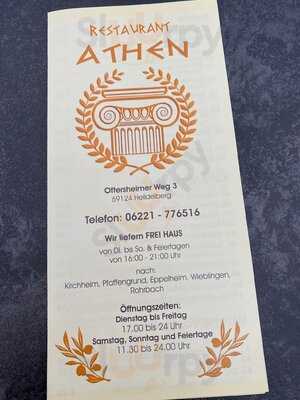 RESTAURANT
ATHEN
Oftersheimer Weg 3
69124 Heidelberg
Telefon: 06221 - 776516
Wir liefern FREI HAUS
von Di. bis So. & Feiertagen
von 16:00 - 21:00 Uhr
nach:
Kirchheim, Pfaffengrund, Eppelheim, Wieblingen,
Rohrbach
Öffnungszeiten:
Dienstag bis Freitag
17.00 bis 24 Uhr
Samstag, Sonntag und Feiertage
11.30 bis 24.00 Uhr